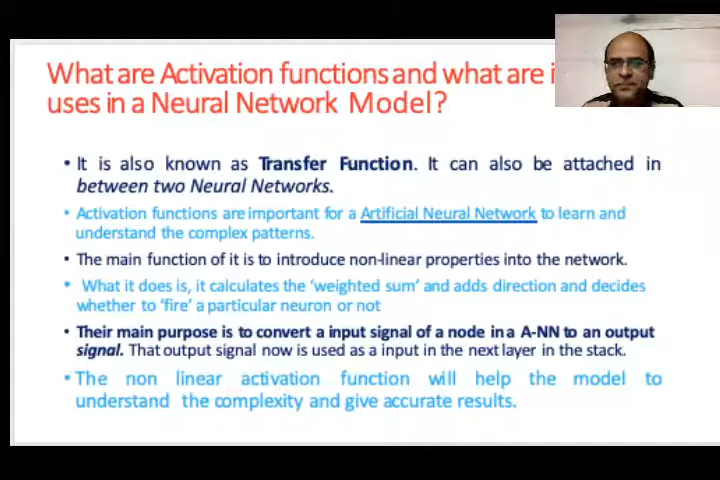 What are Activation functions and what are i
uses in a Neural Network Model?
• It is also known as Transfer Function. It can also be attached in
between two Neural Networks.
• Activation functions are important for a Artificial Neural Network to learn and
understand the complex patterns.
• The main function of it is to introduce non-linear properties into the network.
• What it does is, it calculates the ‘weighted sum’ and adds direction and decides
whether to ‘fire’ a particular neuron or not
• Their main purpose is to convert a input signal of a node in a A-NN to an output
signal. That output signal now is used as a input in the next layer in the stack.
• The non linear activation function will help the model to
understand the complexity and give accurate results.